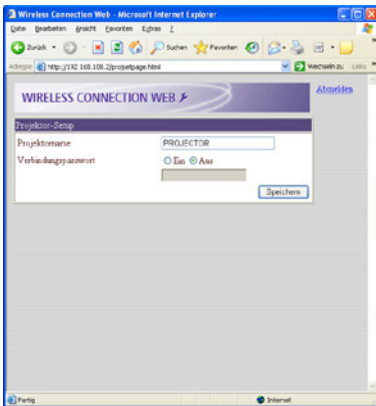 Wireless Connection Web - Microsoft Internet Explorer
Datei Bearbeiten Ansicht Favoriten Extras ?
Zurück Suchen Favoriten
Adresse http://192.168.100.2/projsetpage.html Wechseln zu Links
WIRELESS CONNECTION WEB
Abmelden
Projektor-Setup
Projektorname PROJECTOR
Verbindungspasswort Ein Aus
Speichern
Fertig Internet